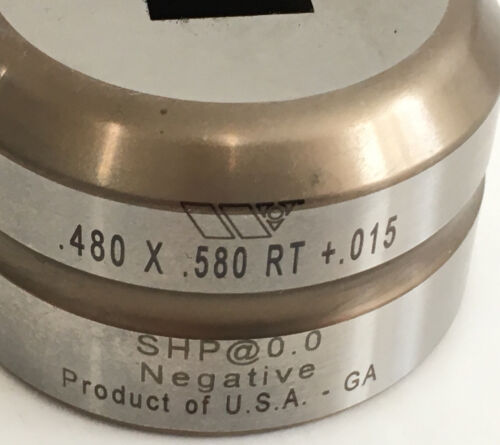 .480 X .580 RT +.015
SHP@0.0
Negative
Product of U.S.A. - GA